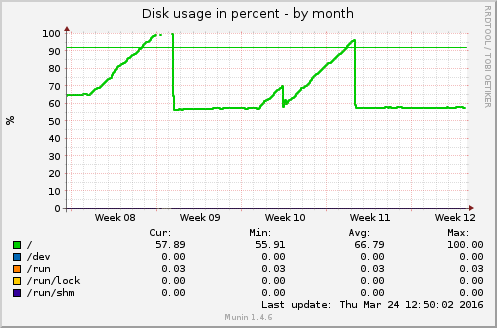 Disk usage in percent - by month
RRDTOOL / TOBI OETIKER
%
100
90
80
70
60
50
40
30
20
10
0
Week 08 Week 09 Week 10 Week 11 Week 12
Cur: Min: Avg: Max:
/ 57.89 55.91 66.79 100.00
/dev 0.00 0.00 0.00 0.00
/run 0.03 0.03 0.03 0.03
/run/lock 0.00 0.00 0.00 0.00
/run/shm 0.00 0.00 0.00 0.00
Last update: Thu Mar 24 12:50:02 2016
Munin 1.4.6